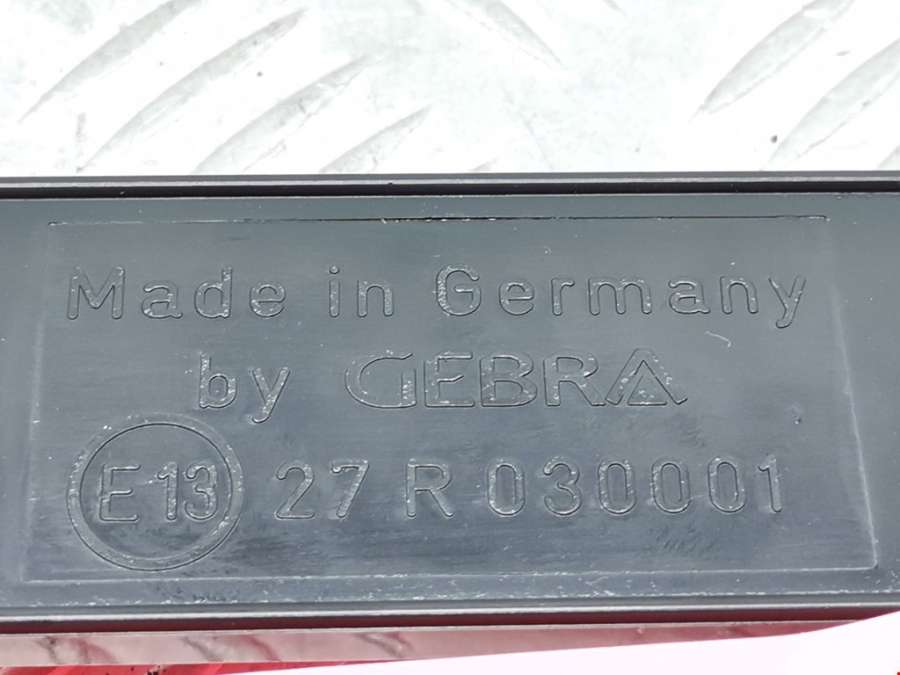 Made in Germany
by GEBRA
E13 27 R 030001